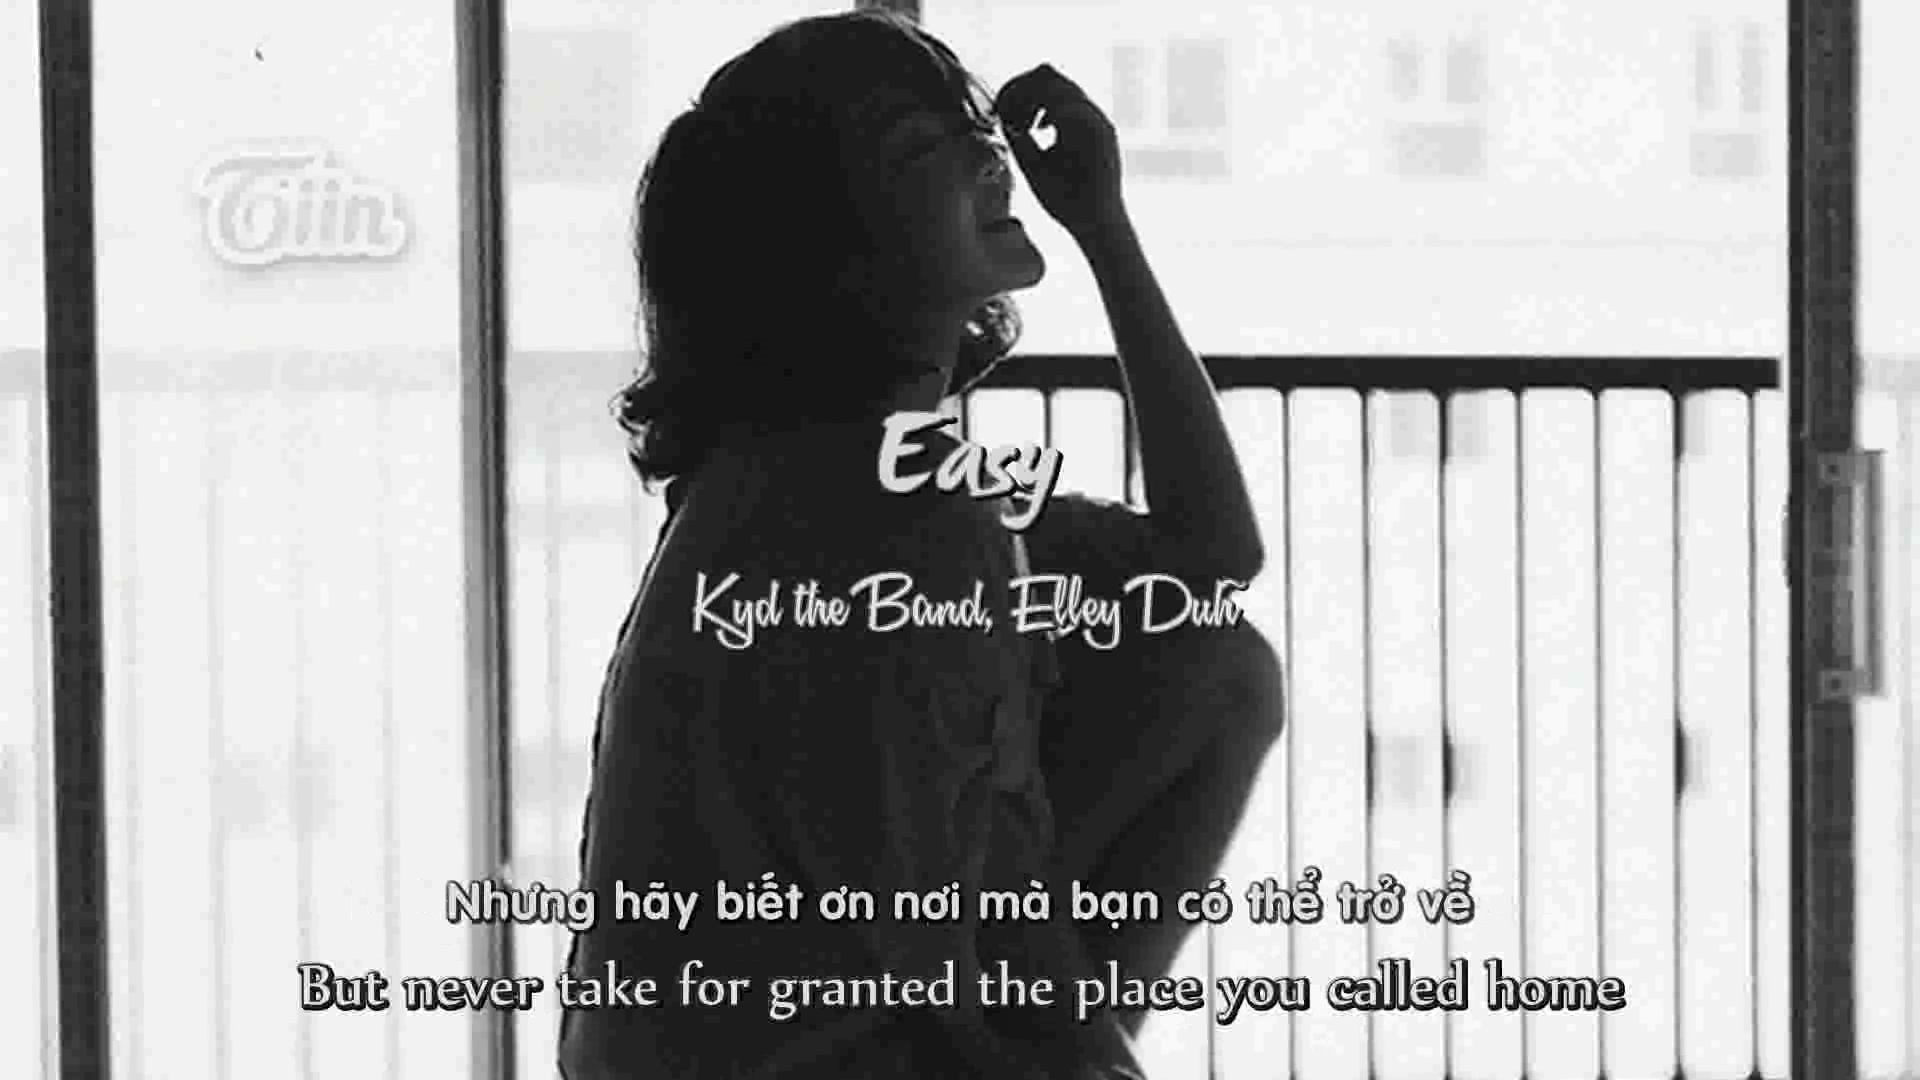 Easy
Kyd the Band, Elley Duhé
Nhưng hãy biết ơn nơi mà bạn có thể trở về
But never take for granted the place you called home